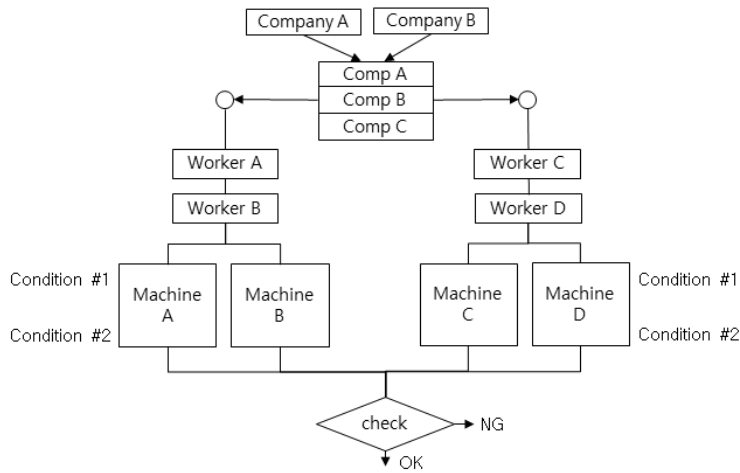 Company A
Company B
Comp A
Comp B
Comp C
Worker A
Worker C
Worker B
Worker D
Condition #1
Machine
A
Machine
B
Machine
C
Machine
D
Condition #1
Condition #2
Condition #2
check
NG
OK